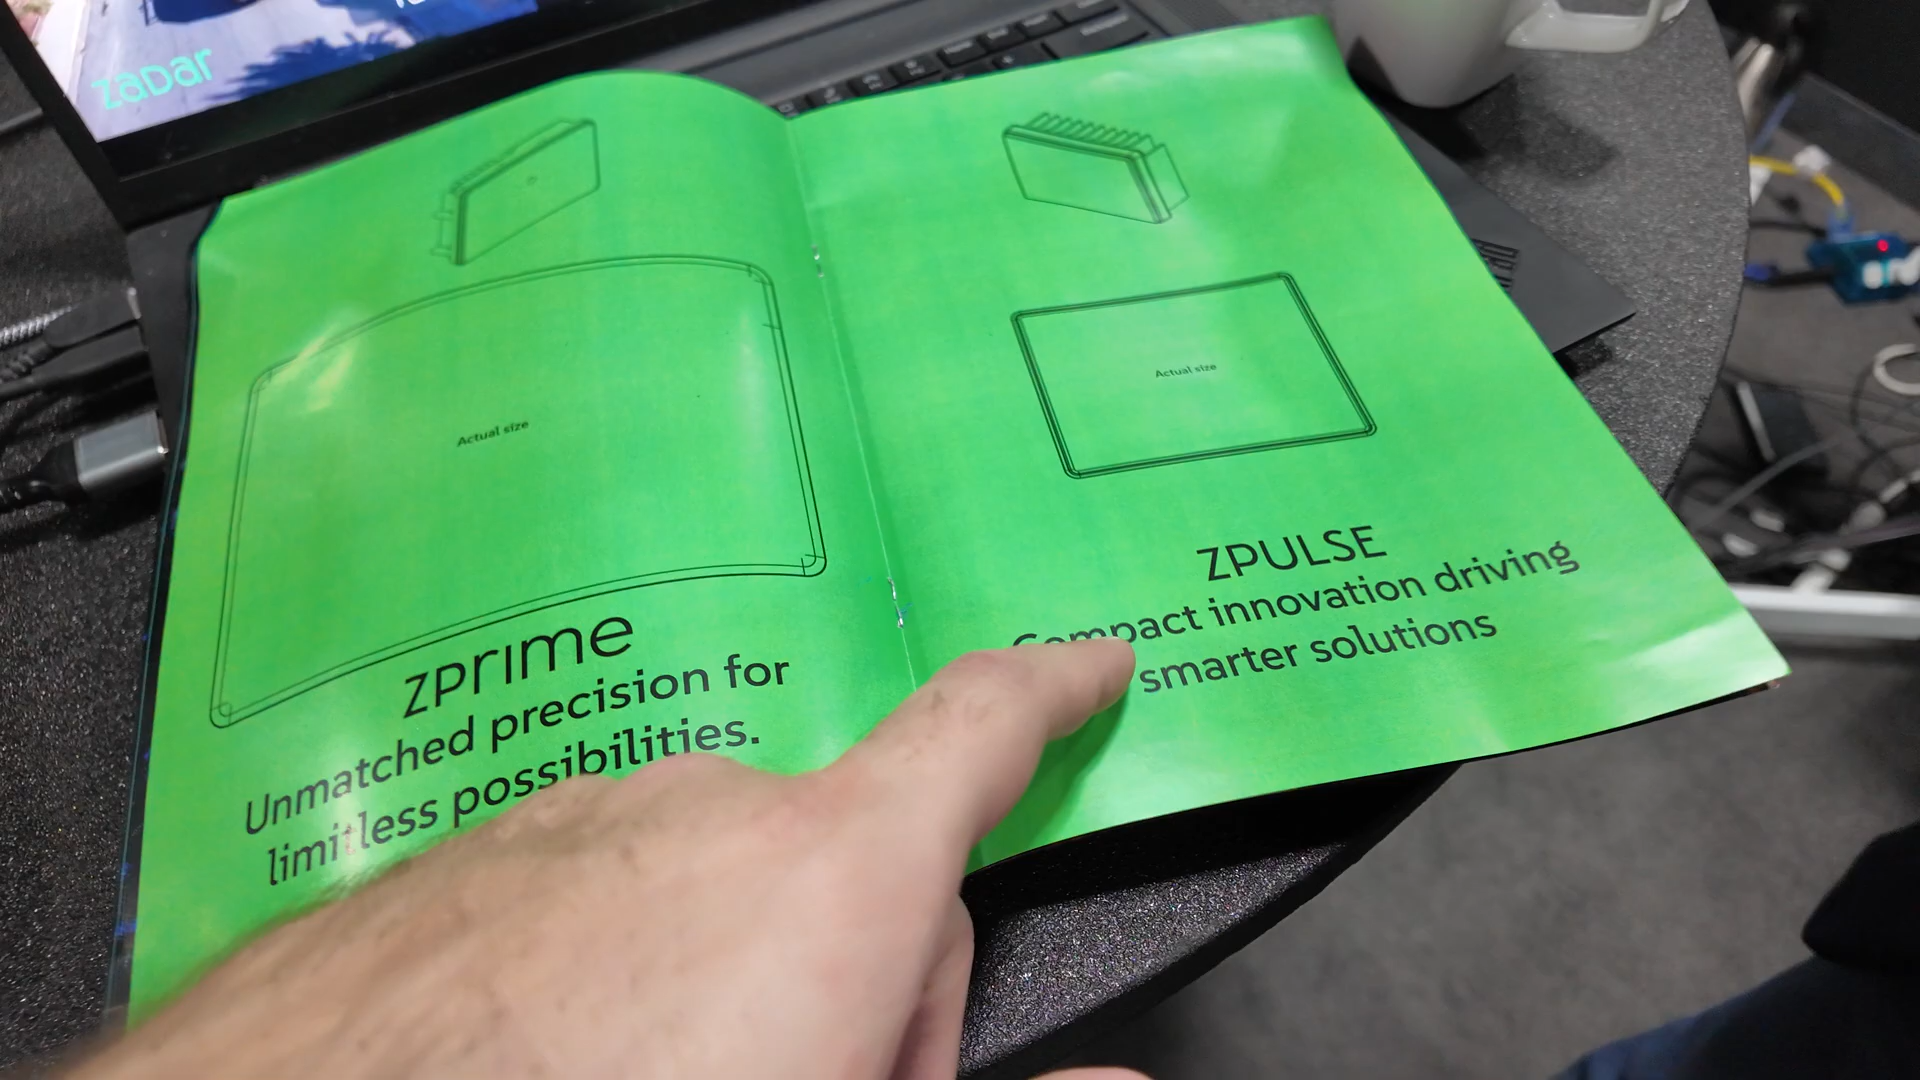 zaDar
Actual size
zprime
Unmatched precision for
limitless possibilities.
Actual size
ZPULSE
Compact innovation driving
smarter solutions